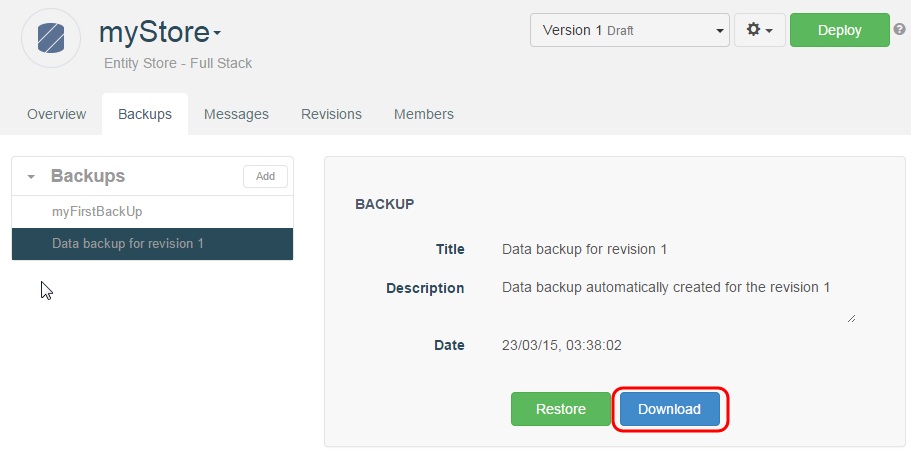 myStore
Entity Store - Full Stack
Version 1 Draft
Deploy
?
Overview
Backups
Messages
Revisions
Members
Backups
Add
myFirstBackUp
Data backup for revision 1
BACKUP
Title Data backup for revision 1
Description Data backup automatically created for the revision 1
Date 23/03/15, 03:38:02
Restore
Download